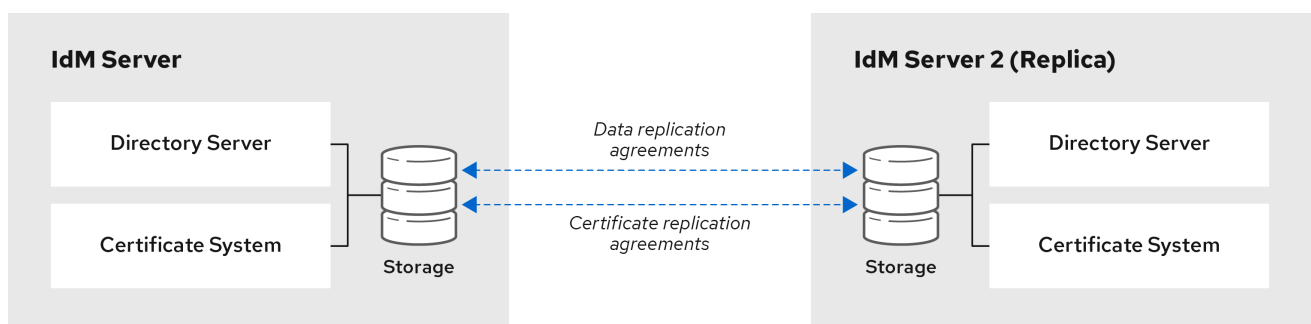 IdM Server
Directory Server
Certificate System
Storage
Data replication
agreements
Certificate replication
agreements
IdM Server 2 (Replica)
Storage
Directory Server
Certificate System